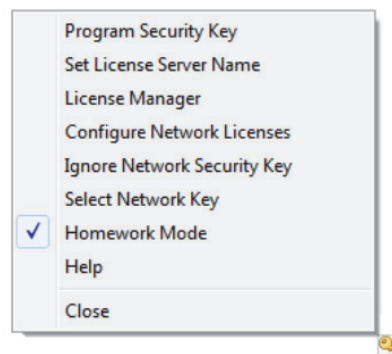 Program Security Key
Set License Server Name
License Manager
Configure Network Licenses
Ignore Network Security Key
Select Network Key
Homework Mode
Help
Close